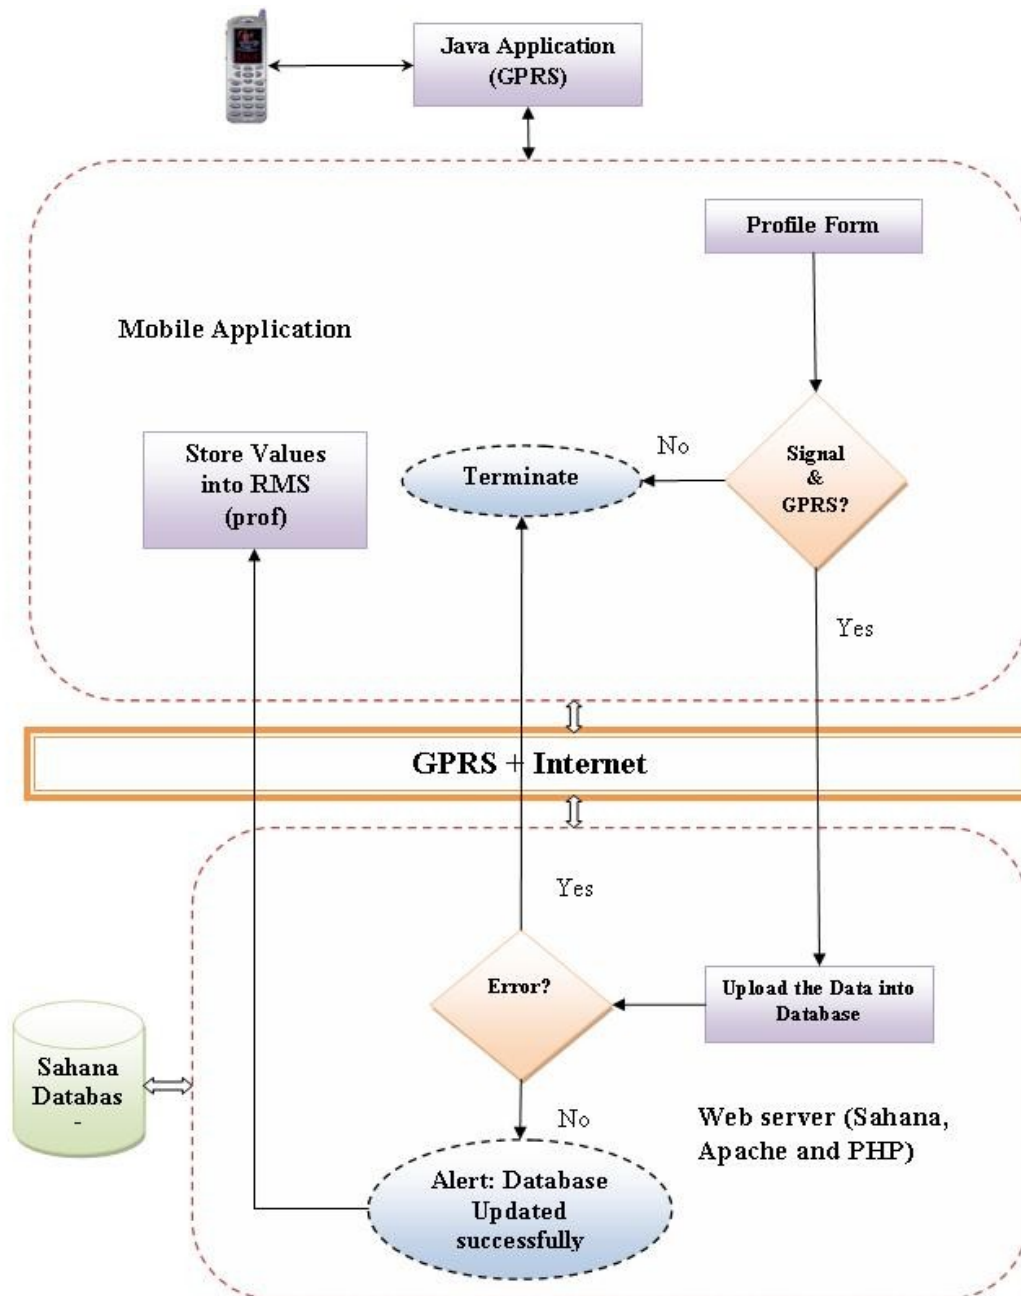 Java Application
(GPRS)
Profile Form
Mobile Application
Store Values
into RMS
(prof)
Terminate
No
Signal
&
GPRS?
Yes
GPRS + Internet
Yes
Error?
Upload the Data into
Database
Sahana
Databas
-
No
Web server (Sahana,
Apache and PHP)
Alert: Database
Updated
successfully